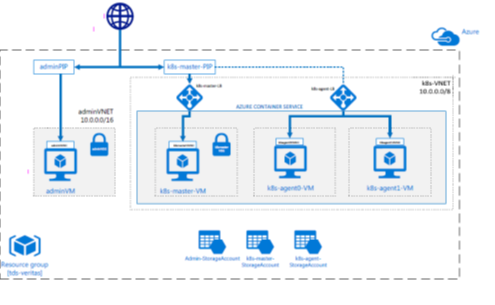 Azure
adminPIP
k8s-master-PIP
k8s-VNET
10.0.0.0/8
k8s-master-LB
k8s-agent-LB
adminVNET
10.0.0.0/16
AZURE CONTAINER SERVICE
adminVM
k8s-master-VM
k8s-agent0-VM
k8s-agent1-VM
Admin-StorageAccount
k8s-master-
StorageAccount
k8s-agent-
StorageAccount
Resource group
[tds-veritas]